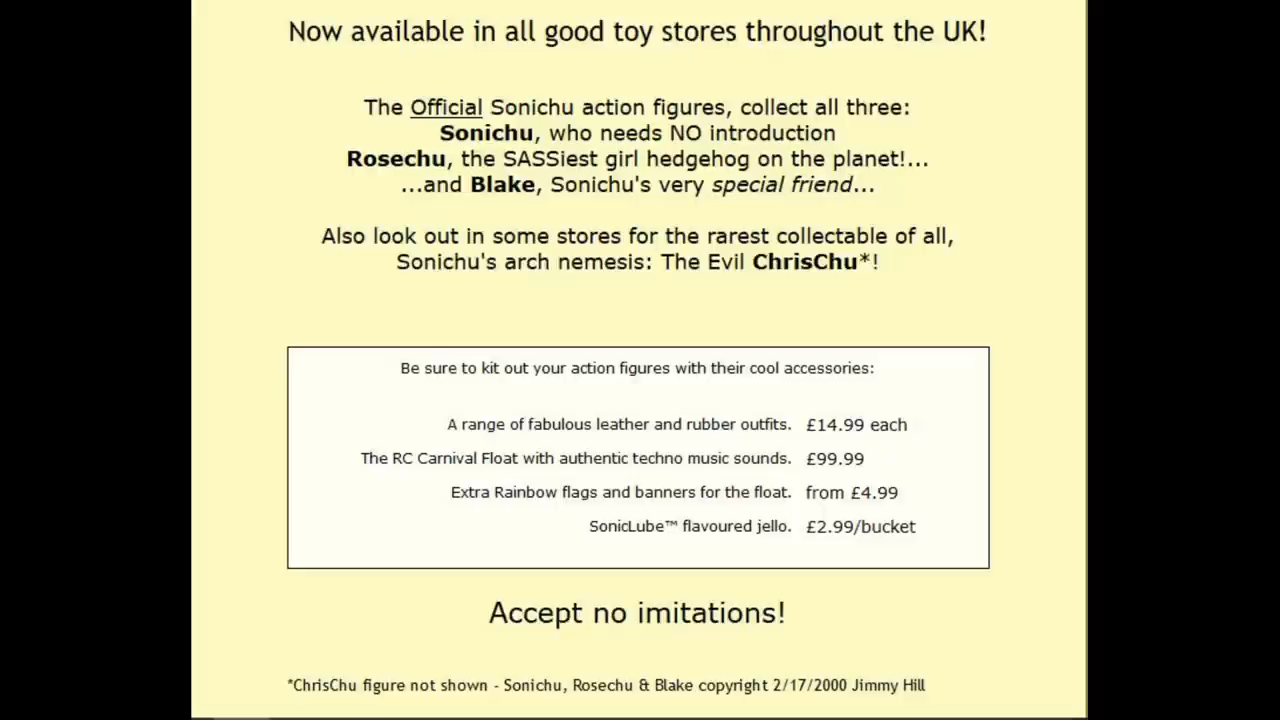 Now available in all good toy stores throughout the UK!
The Official Sonichu action figures, collect all three:
Sonichu, who needs NO introduction
Rosechu, the SASSiest girl hedgehog on the planet!...
...and Blake, Sonichu's very special friend...
Also look out in some stores for the rarest collectable of all,
Sonichu's arch nemesis: The Evil ChrisChu*!
Be sure to kit out your action figures with their cool accessories:
A range of fabulous leather and rubber outfits. £14.99 each
The RC Carnival Float with authentic techno music sounds. £99.99
Extra Rainbow flags and banners for the float. from £4.99
SonicLube™ flavoured jello. £2.99/bucket
Accept no imitations!
*ChrisChu figure not shown - Sonichu, Rosechu & Blake copyright 2/17/2000 Jimmy Hill